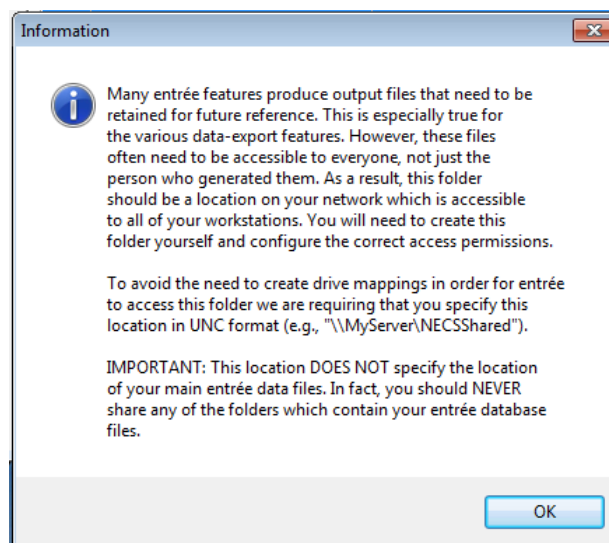 Information
Many entrée features produce output files that need to be
retained for future reference. This is especially true for
the various data-export features. However, these files
often need to be accessible to everyone, not just the
person who generated them. As a result, this folder
should be a location on your network which is accessible
to all of your workstations. You will need to create this
folder yourself and configure the correct access permissions.
To avoid the need to create drive mappings in order for entrée
to access this folder we are requiring that you specify this
location in UNC format (e.g., "\\MyServer\NECSShared").
IMPORTANT: This location DOES NOT specify the location
of your main entrée data files. In fact, you should NEVER
share any of the folders which contain your entrée database
files.
OK